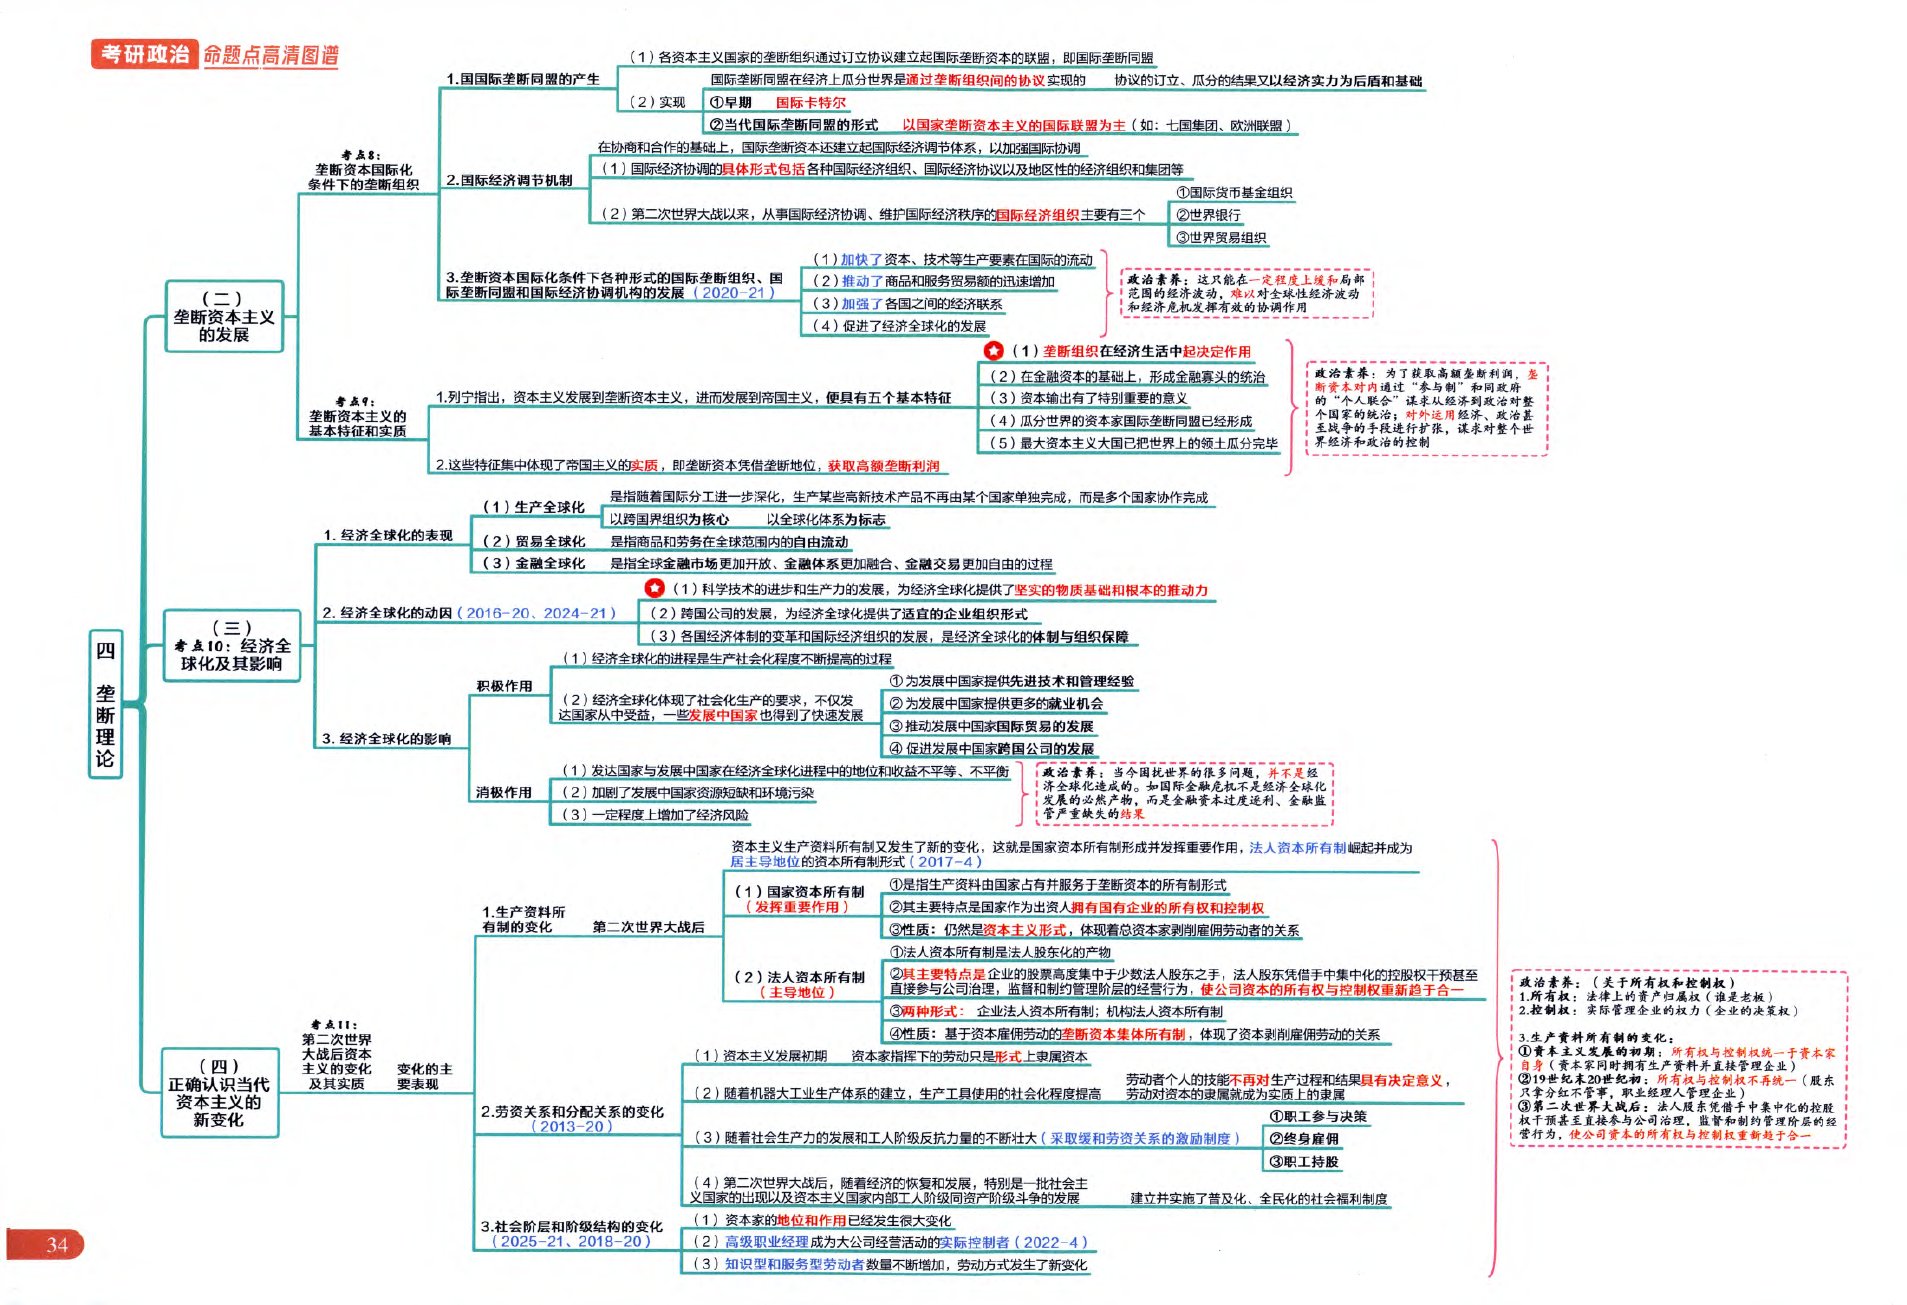 考研政治 命题点高清图谱
四 垄断理论
（二）
垄断资本主义
的发展
考点8：
垄断资本国际化
条件下的垄断组织
1.国国际垄断同盟的产生
（1）各资本主义国家的垄断组织通过订立协议建立起国际垄断资本的联盟，即国际垄断同盟
（2）实现
国际垄断同盟在经济上瓜分世界是通过垄断组织间的协议实现的 协议的订立、瓜分的结果又以经济实力为后盾和基础
①早期 国际卡特尔
②当代国际垄断同盟的形式 以国家垄断资本主义的国际联盟为主（如：七国集团、欧洲联盟）
2.国际经济调节机制
在协商和合作的基础上，国际垄断资本还建立起国际经济调节体系，以加强国际协调
（1）国际经济协调的具体形式包括各种国际经济组织、国际经济协议以及地区性的经济组织和集团等
（2）第二次世界大战以来，从事国际经济协调、维护国际经济秩序的国际经济组织主要有三个
①国际货币基金组织
②世界银行
③世界贸易组织
3.垄断资本国际化条件下各种形式的国际垄断组织、国
际垄断同盟和国际经济协调机构的发展（2020-21）
（1）加快了资本、技术等生产要素在国际的流动
（2）推动了商品和服务贸易额的迅速增加
（3）加强了各国之间的经济联系
（4）促进了经济全球化的发展
政治素养：这只能在一定程度上缓和局部
范围的经济波动，难以对全球性经济波动
和经济危机发挥有效的协调作用
考点9：
垄断资本主义的
基本特征和实质
1.列宁指出，资本主义发展到垄断资本主义，进而发展到帝国主义，便具有五个基本特征
（1）垄断组织在经济生活中起决定作用
（2）在金融资本的基础上，形成金融寡头的统治
（3）资本输出有了特别重要的意义
（4）瓜分世界的资本家国际垄断同盟已经形成
（5）最大资本主义大国已把世界上的领土瓜分完毕
2.这些特征集中体现了帝国主义的实质，即垄断资本凭借垄断地位，获取高额垄断利润
政治素养：为了获取高额垄断利润，垄
断资本对内通过“参与制”和同政府
的“个人联合”谋求从经济到政治对整
个国家的统治；对外运用经济、政治甚
至战争的手段进行扩张，谋求对整个世
界经济和政治的控制
（三）
考点10：经济全
球化及其影响
1. 经济全球化的表现
（1）生产全球化
是指随着国际分工进一步深化，生产某些高新技术产品不再由某个国家单独完成，而是多个国家协作完成
以跨国界组织为核心 以全球化体系为标志
（2）贸易全球化 是指商品和劳务在全球范围内的自由流动
（3）金融全球化 是指全球金融市场更加开放、金融体系更加融合、金融交易更加自由的过程
2. 经济全球化的动因（2016-20、2024-21）
（1）科学技术的进步和生产力的发展，为经济全球化提供了坚实的物质基础和根本的推动力
（2）跨国公司的发展，为经济全球化提供了适宜的企业组织形式
（3）各国经济体制的变革和国际经济组织的发展，是经济全球化的体制与组织保障
3. 经济全球化的影响
积极作用
（1）经济全球化的进程是生产社会化程度不断提高的过程
（2）经济全球化体现了社会化生产的要求，不仅发
达国家从中受益，一些发展中国家也得到了快速发展
① 为发展中国家提供先进技术和管理经验
② 为发展中国家提供更多的就业机会
③ 推动发展中国家国际贸易的发展
④ 促进发展中国家跨国公司的发展
消极作用
（1）发达国家与发展中国家在经济全球化进程中的地位和收益不平等、不平衡
（2）加剧了发展中国家资源短缺和环境污染
（3）一定程度上增加了经济风险
政治素养：当今困扰世界的很多问题，并不是经
济全球化造成的。如国际金融危机不是经济全球化
发展的必然产物，而是金融资本过度逐利、金融监
管严重缺失的结果
（四）
正确认识当代
资本主义的
新变化
考点11：
第二次世界
大战后资本
主义的变化
及其实质
变化的主
要表现
1.生产资料所
有制的变化
第二次世界大战后
资本主义生产资料所有制又发生了新的变化，这就是国家资本所有制形成并发挥重要作用，法人资本所有制崛起并成为
居主导地位的资本所有制形式（2017-4）
（1）国家资本所有制
（发挥重要作用）
①是指生产资料由国家占有并服务于垄断资本的所有制形式
②其主要特点是国家作为出资人拥有国有企业的所有权和控制权
③性质：仍然是资本主义形式，体现着总资本家剥削雇佣劳动者的关系
（2）法人资本所有制
（主导地位）
①法人资本所有制是法人股东化的产物
②其主要特点是企业的股票高度集中于少数法人股东之手，法人股东凭借手中集中化的控股权干预甚至
直接参与公司治理，监督和制约管理阶层的经营行为，使公司资本的所有权与控制权重新趋于合一
③两种形式：企业法人资本所有制；机构法人资本所有制
④性质：基于资本雇佣劳动的垄断资本集体所有制，体现了资本剥削雇佣劳动的关系
2.劳资关系和分配关系的变化
（2013-20）
（1）资本主义发展初期 资本家指挥下的劳动只是形式上隶属资本
（2）随着机器大工业生产体系的建立，生产工具使用的社会化程度提高
劳动者个人的技能不再对生产过程和结果具有决定意义，
劳动对资本的隶属就成为实质上的隶属
（3）随着社会生产力的发展和工人阶级反抗力量的不断壮大（采取缓和劳资关系的激励制度）
①职工参与决策
②终身雇佣
③职工持股
（4）第二次世界大战后，随着经济的恢复和发展，特别是一批社会主
义国家的出现以及资本主义国家内部工人阶级同资产阶级斗争的发展 建立并实施了普及化、全民化的社会福利制度
3.社会阶层和阶级结构的变化
（2025-21、2018-20）
（1）资本家的地位和作用已经发生很大变化
（2）高级职业经理成为大公司经营活动的实际控制者（2022-4）
（3）知识型和服务型劳动者数量不断增加，劳动方式发生了新变化
政治素养：（关于所有权和控制权）
1.所有权：法律上的资产归属权（谁是老板）
2.控制权：实际管理企业的权力（企业的决策权）
3.生产资料所有制的变化：
①资本主义发展的初期：所有权与控制权统一于资本家
自身（资本家同时拥有生产资料并直接管理企业）
②19世纪末20世纪初：所有权与控制权不再统一（股东
只拿分红不管事，职业经理人管理企业）
③第二次世界大战后：法人股东凭借手中集中化的控股
权干预甚至直接参与公司治理，监督和制约管理阶层的经
营行为，使公司资本的所有权与控制权重新趋于合一
34